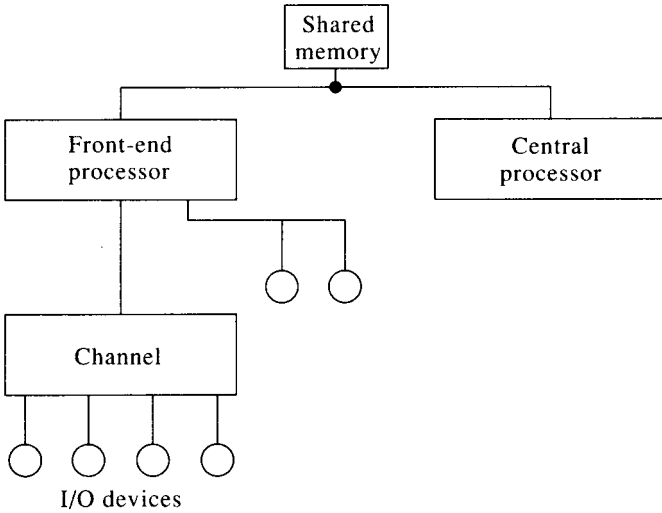 Shared
memory
Front-end
processor
Central
processor
Channel
I/O devices